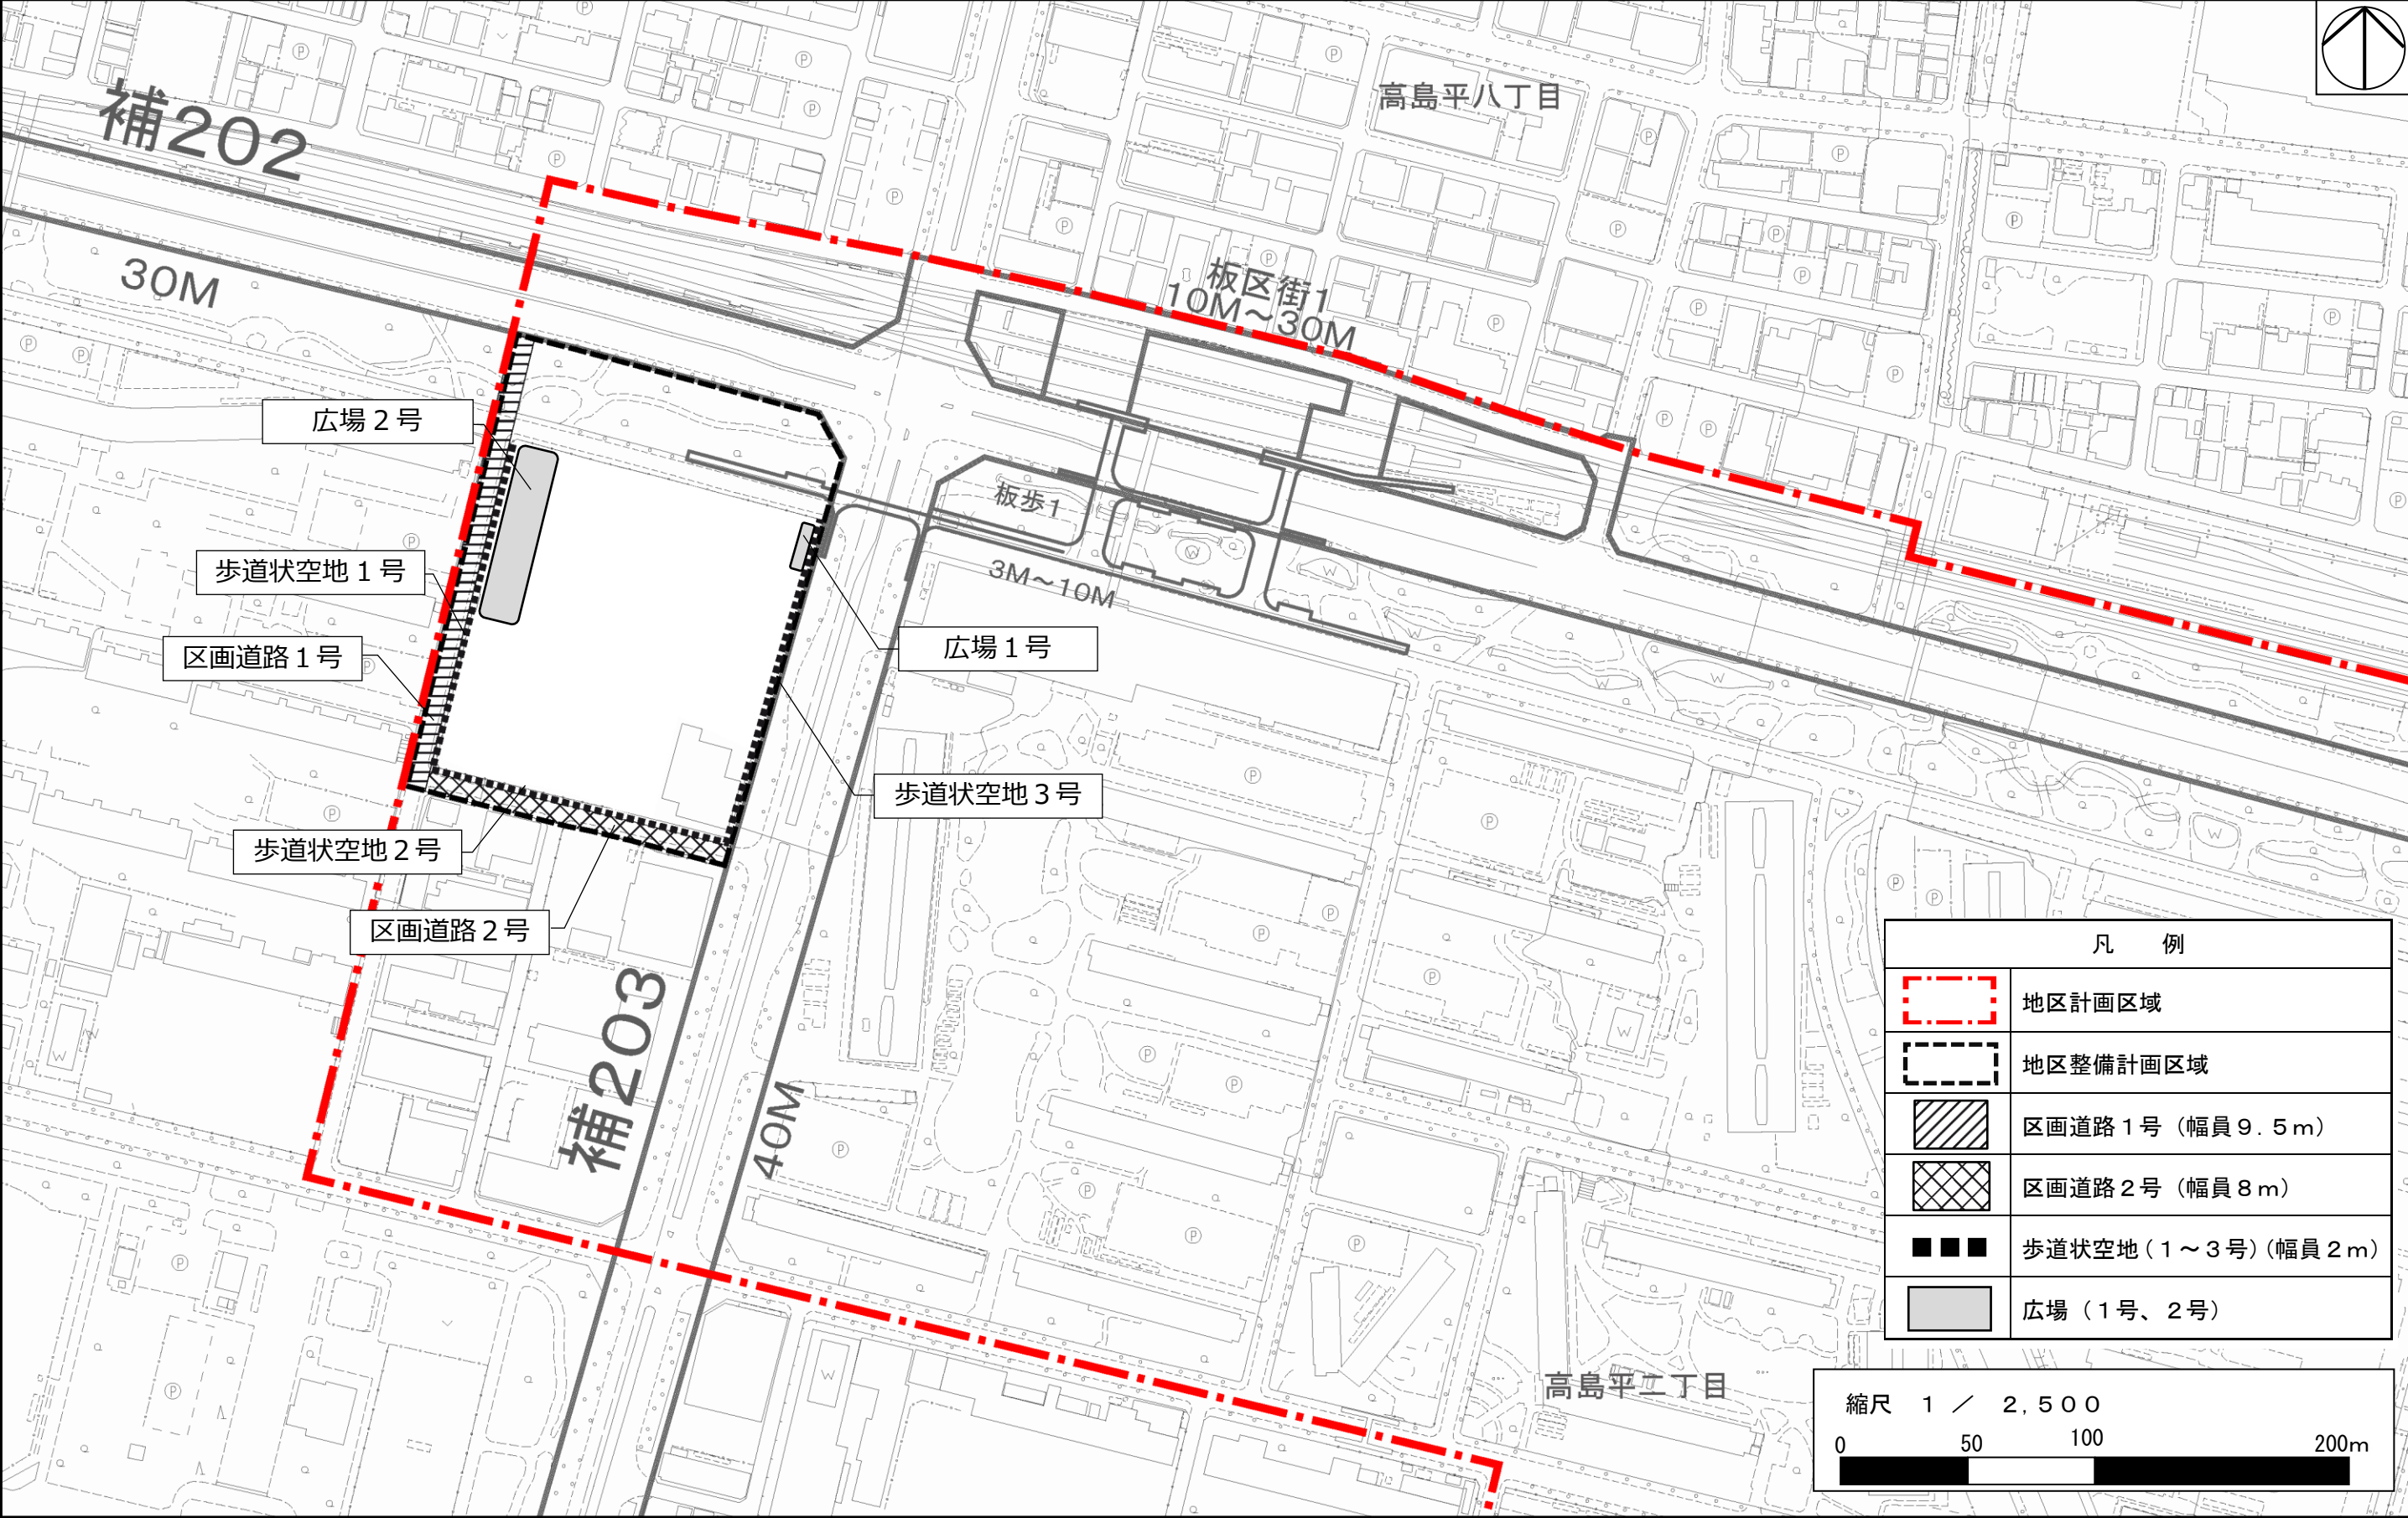 高島平八丁目
補202
30M
板区街1
10M～30M
広場２号
板歩1
3M～10M
歩道状空地１号
区画道路１号
広場１号
歩道状空地３号
歩道状空地２号
区画道路２号
補203
40M
高島平二丁目
凡　例
地区計画区域
地区整備計画区域
区画道路１号（幅員９.５ｍ）
区画道路２号（幅員８ｍ）
歩道状空地（１～３号）（幅員２ｍ）
広場（１号、２号）
縮尺　１　／　２,５００
0 50 100 200m